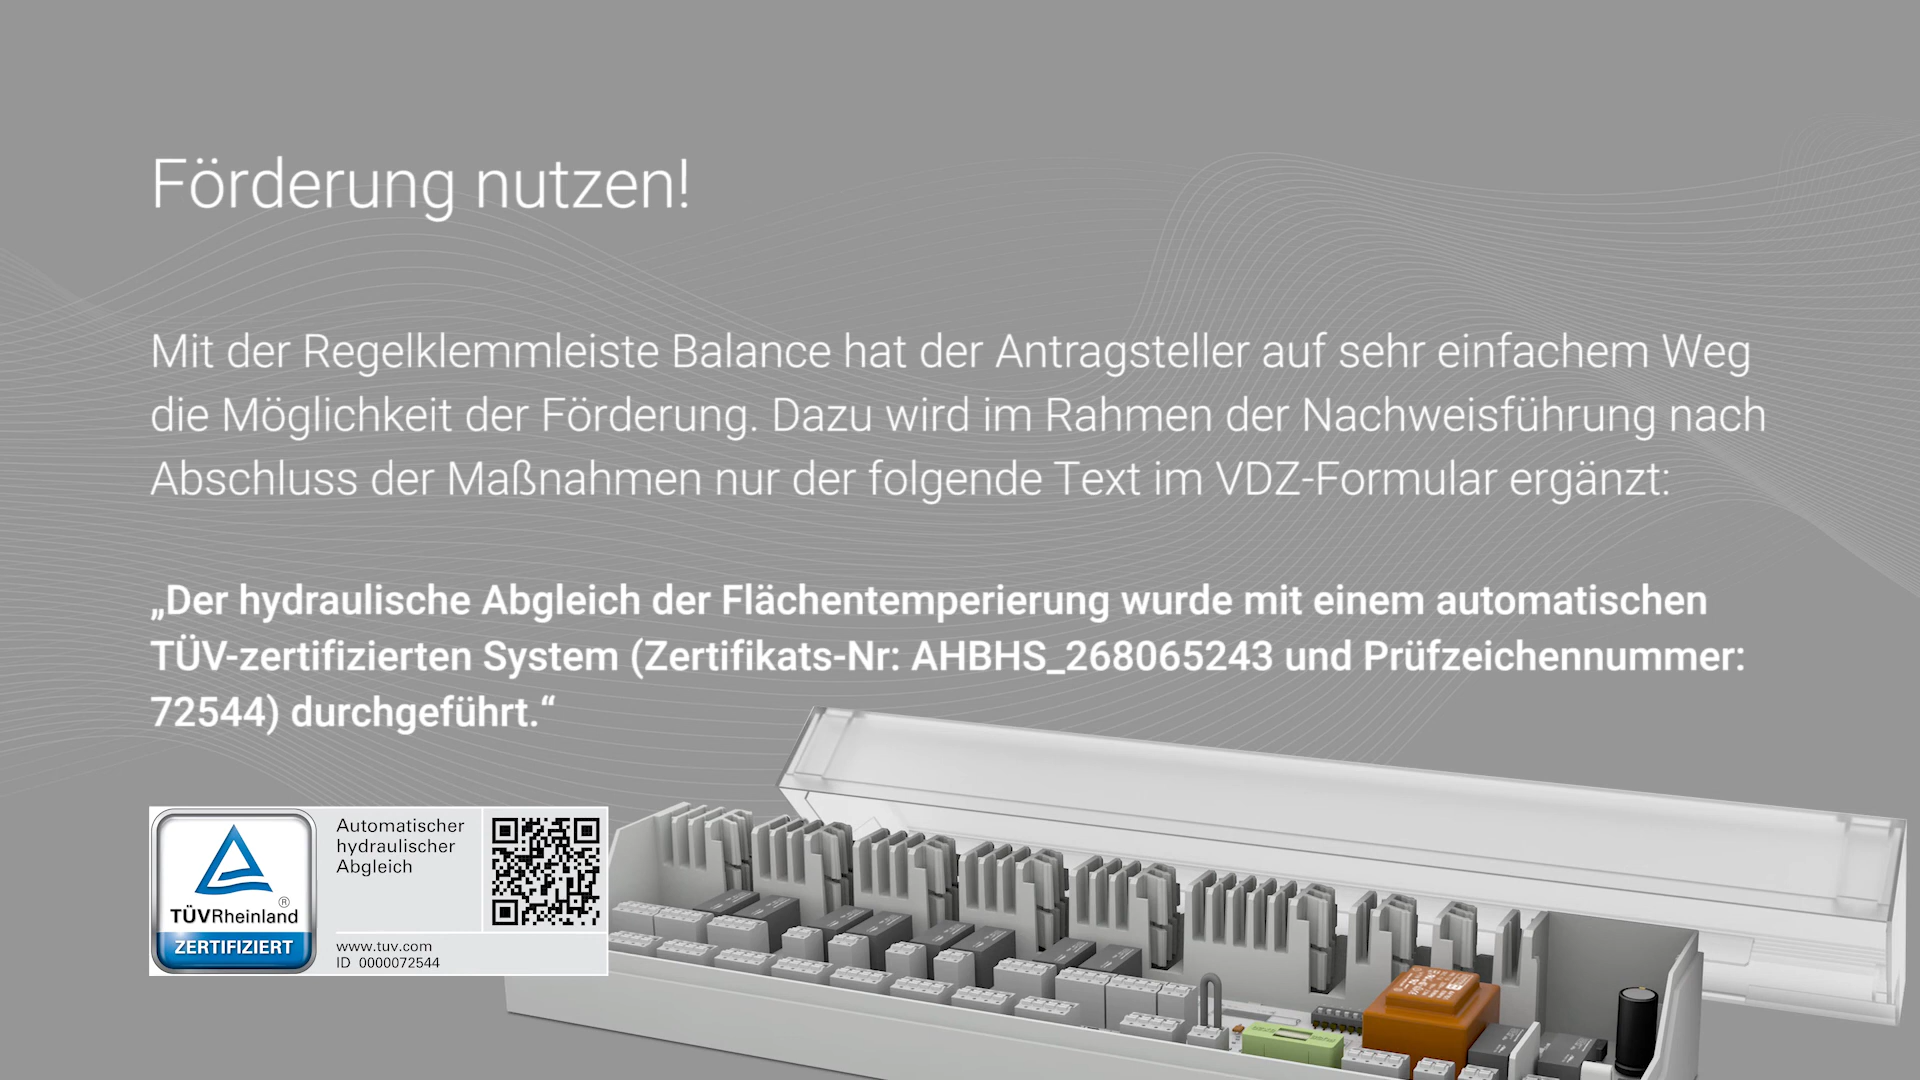 Förderung nutzen!
Mit der Regelklemmleiste Balance hat der Antragsteller auf sehr einfachem Weg
die Möglichkeit der Förderung. Dazu wird im Rahmen der Nachweisführung nach
Abschluss der Maßnahmen nur der folgende Text im VDZ-Formular ergänzt:
„Der hydraulische Abgleich der Flächentemperierung wurde mit einem automatischen
TÜV-zertifizierten System (Zertifikats-Nr: AHBHS_268065243 und Prüfzeichennummer:
72544) durchgeführt.“
Automatischer
hydraulischer
Abgleich
®
TÜVRheinland
ZERTIFIZIERT
www.tuv.com
ID 0000072544